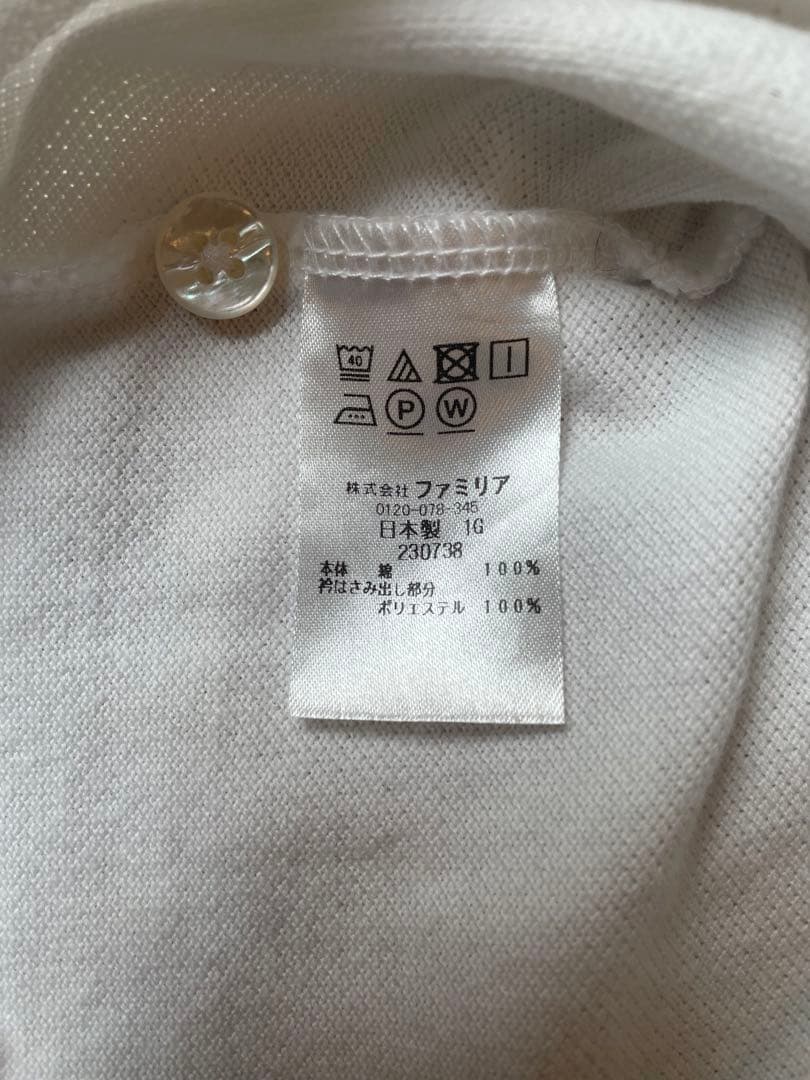 40
P W
株式会社 ファミリア
0120-078-345
日本製 1G
230738
本体 綿 100%
衿はさみ出し部分
ポリエステル 100%